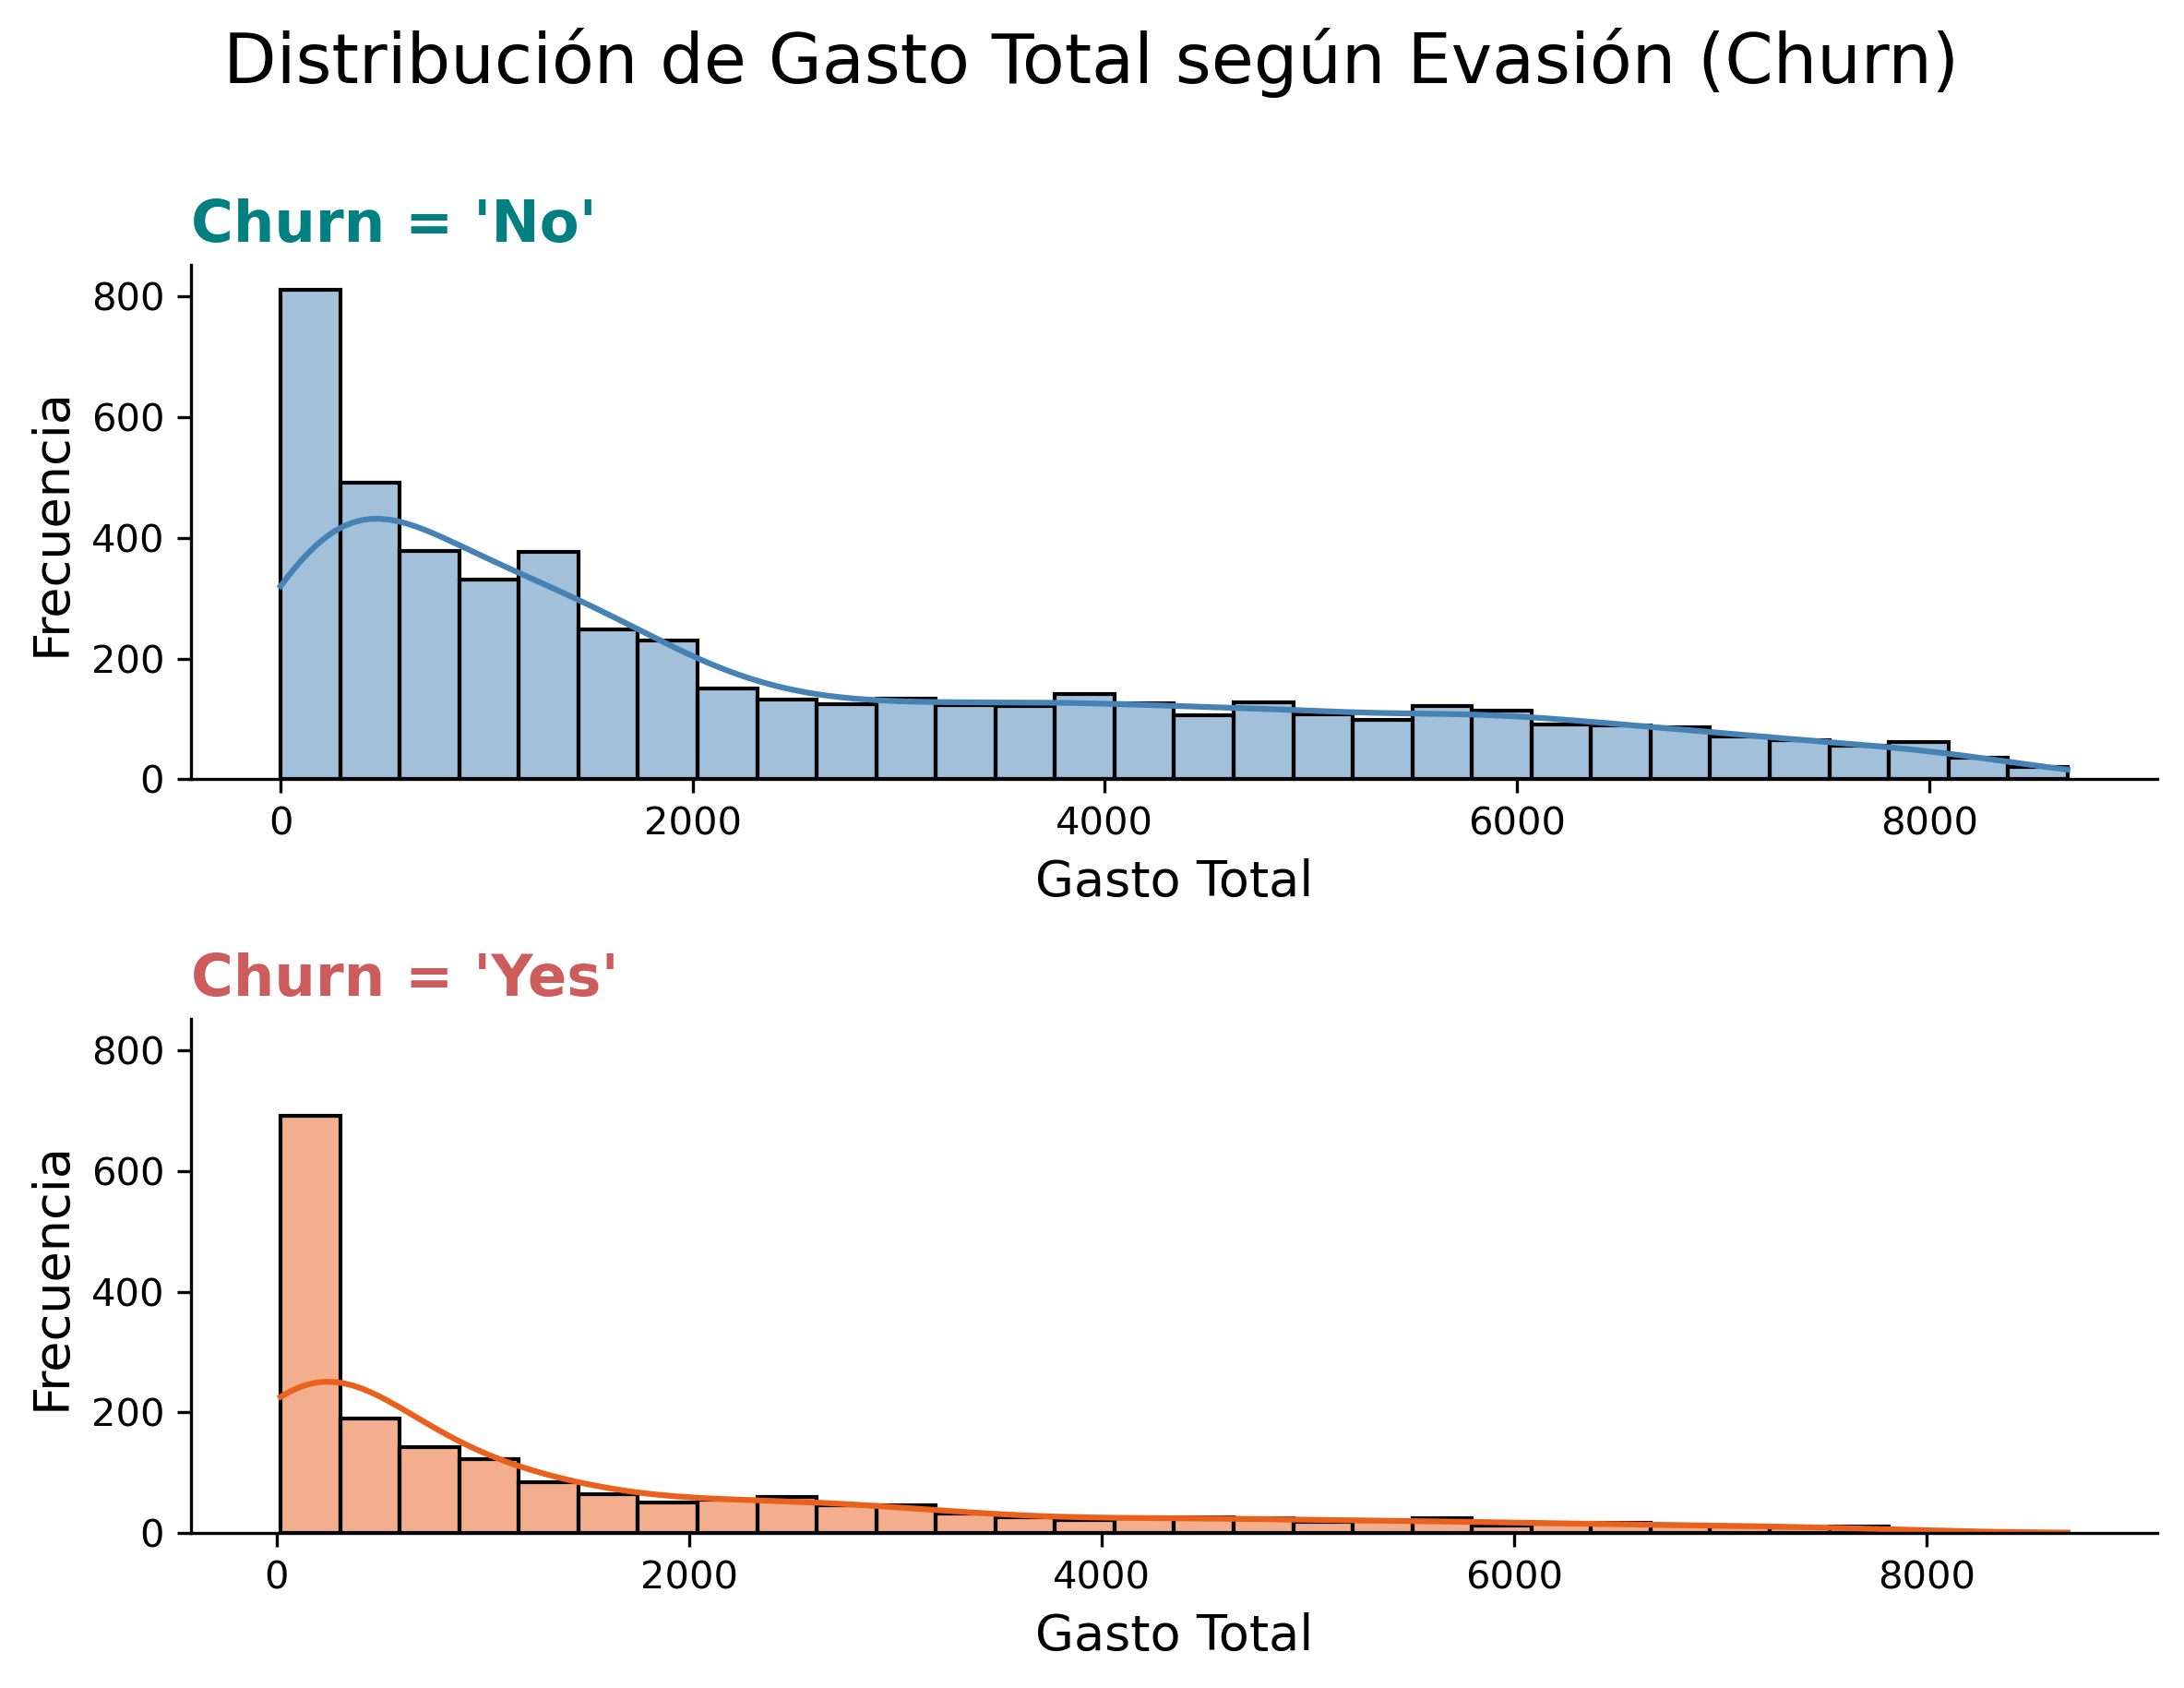 Distribución de Gasto Total según Evasión (Churn)
Churn = 'No'
800
600
400
200
0
Frecuencia
0 2000 4000 6000 8000
Gasto Total
Churn = 'Yes'
800
600
400
200
0
Frecuencia
0 2000 4000 6000 8000
Gasto Total